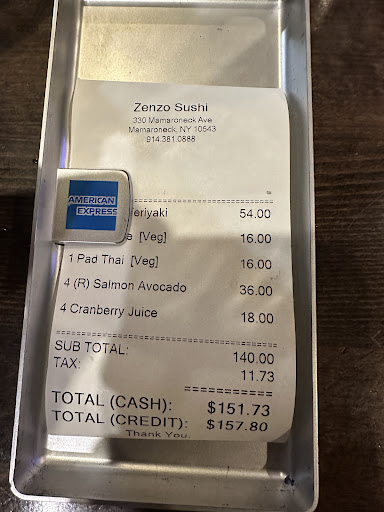 Zenzo Sushi
330 Mamaroneck Ave
Mamaroneck, NY 10543
914.381.0888
AMERICAN
EXPRESS
Teriyaki 54.00
[Veg] 16.00
1 Pad Thai [Veg] 16.00
4 (R) Salmon Avocado 36.00
4 Cranberry Juice 18.00
SUB TOTAL: 140.00
TAX: 11.73
TOTAL (CASH): $151.73
TOTAL (CREDIT): $157.80
Thank You.